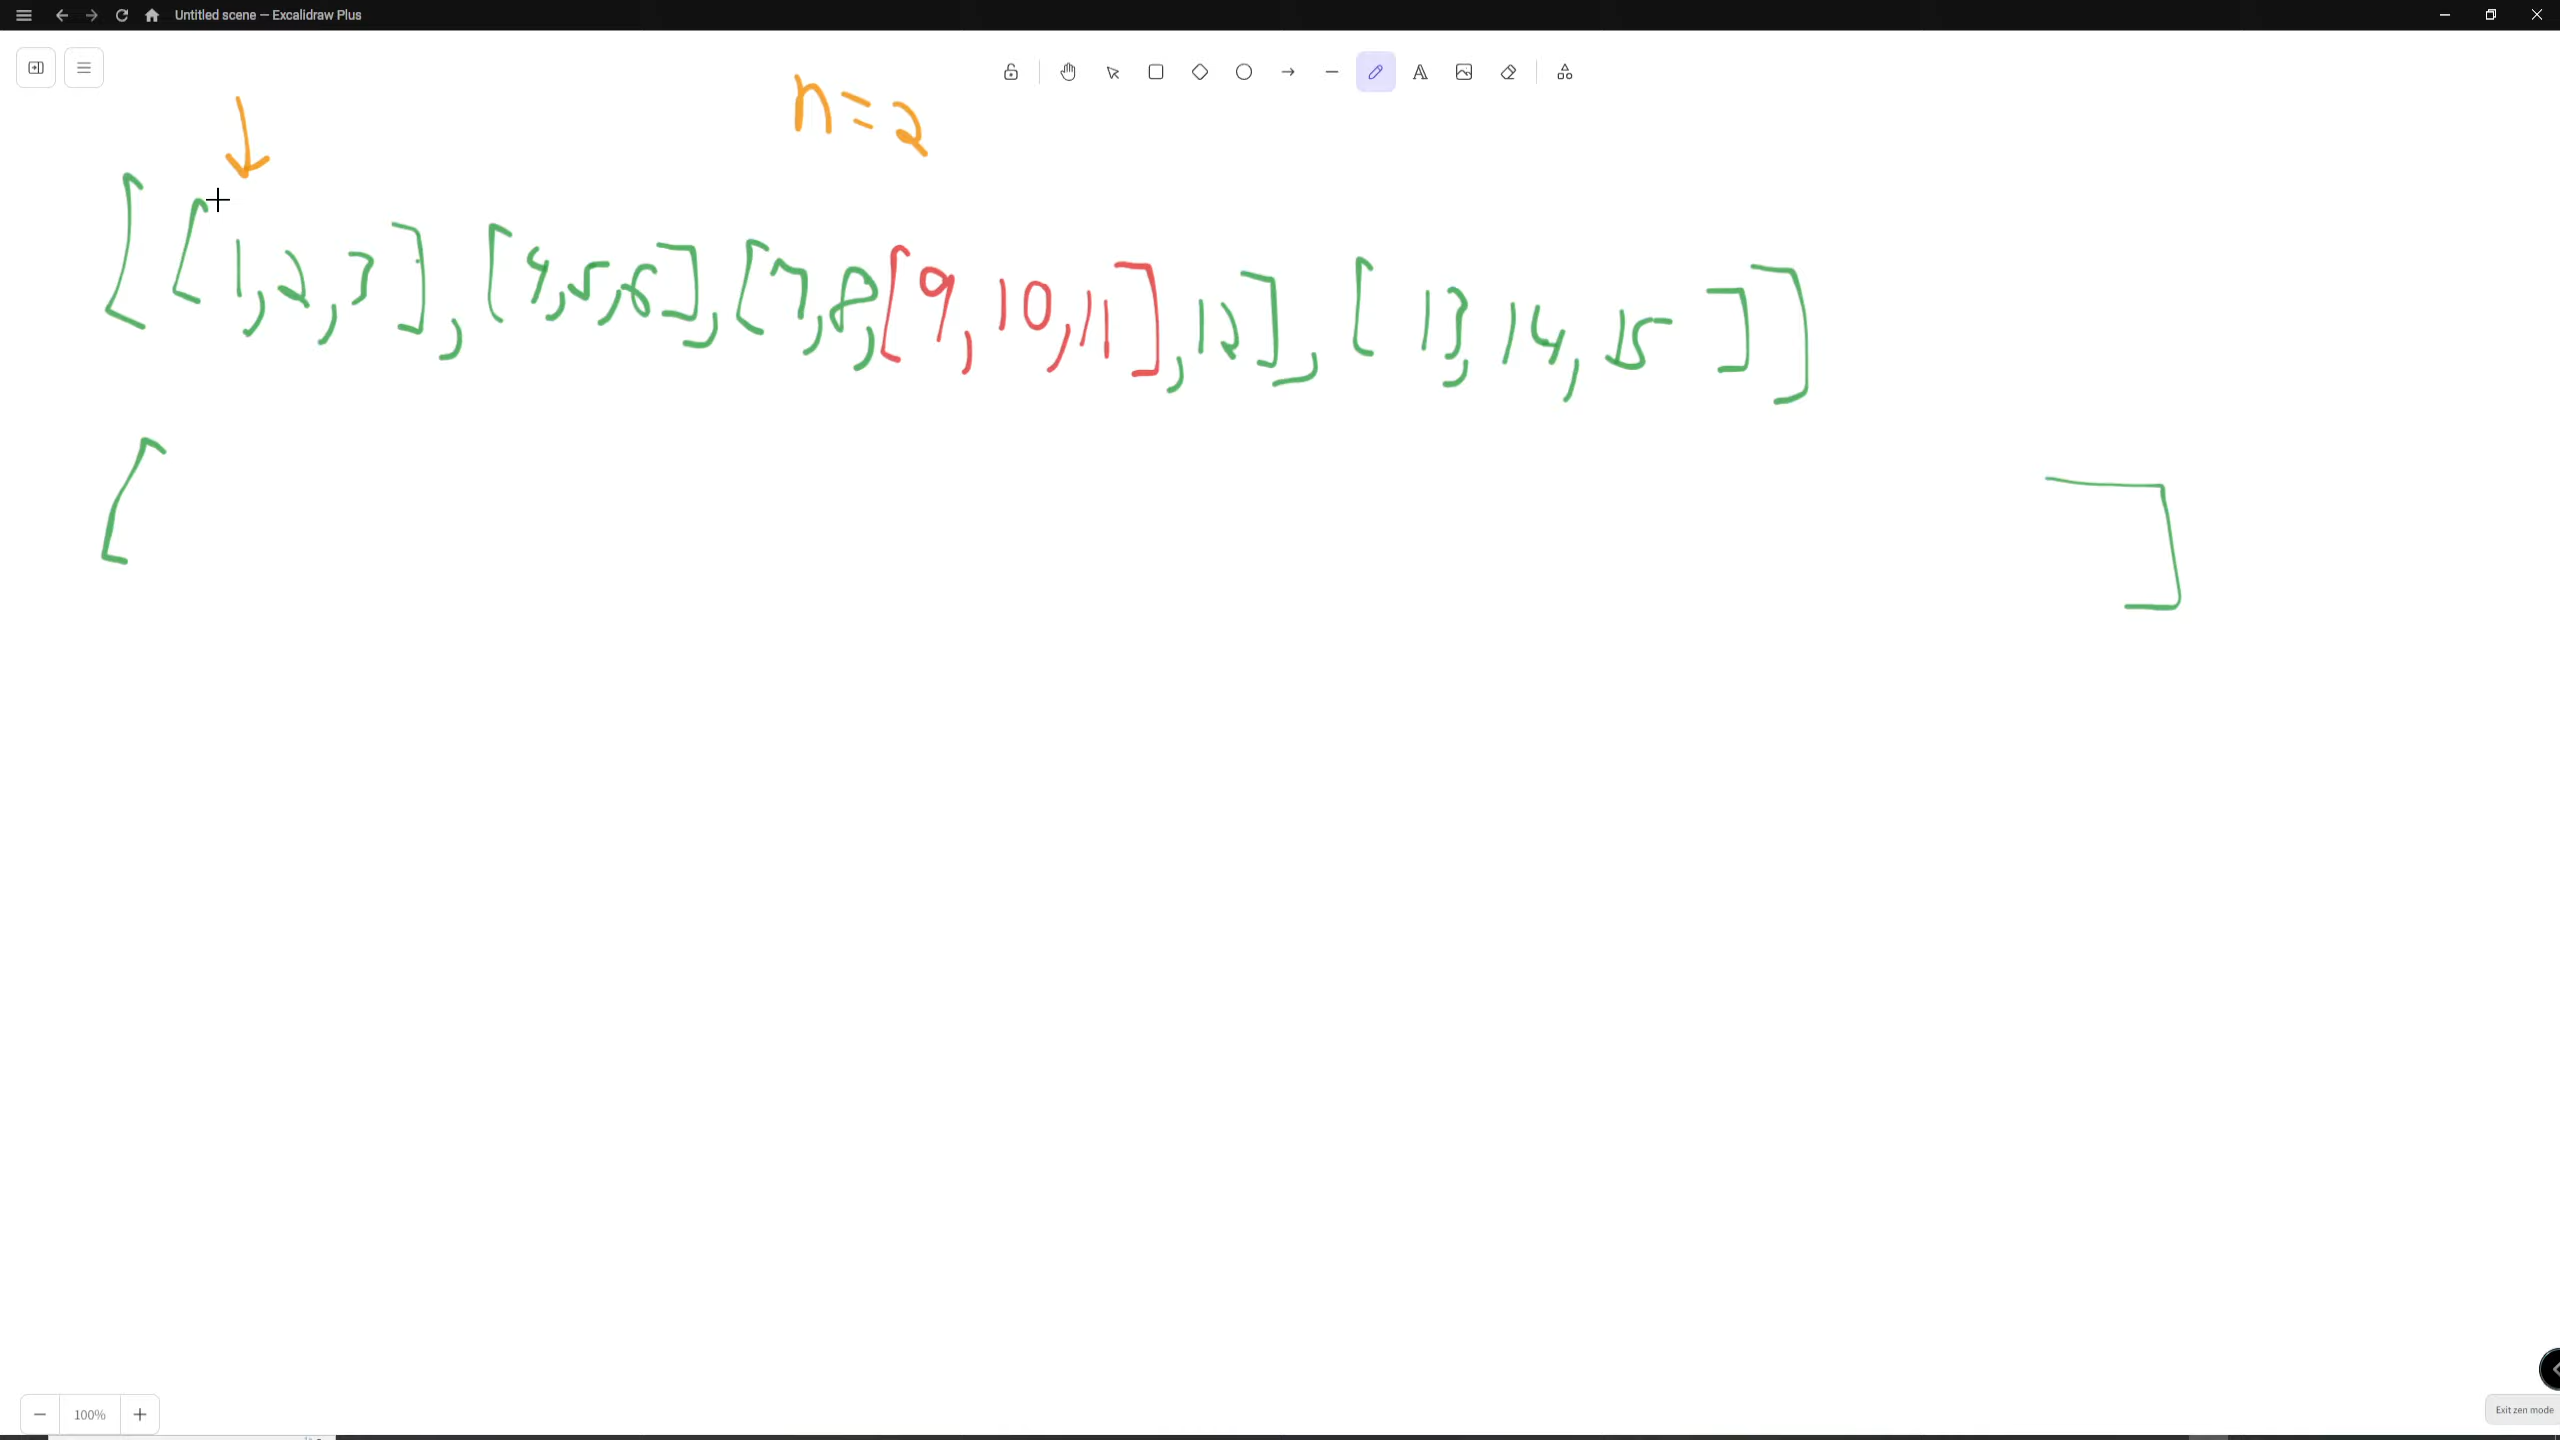 Untitled scene — Excalidraw Plus
n=2
[[1,2,3],[4,5,6],[7,8,[9,10,11],12],[13,14,15]]
[ ]
100%
Exit zen mode